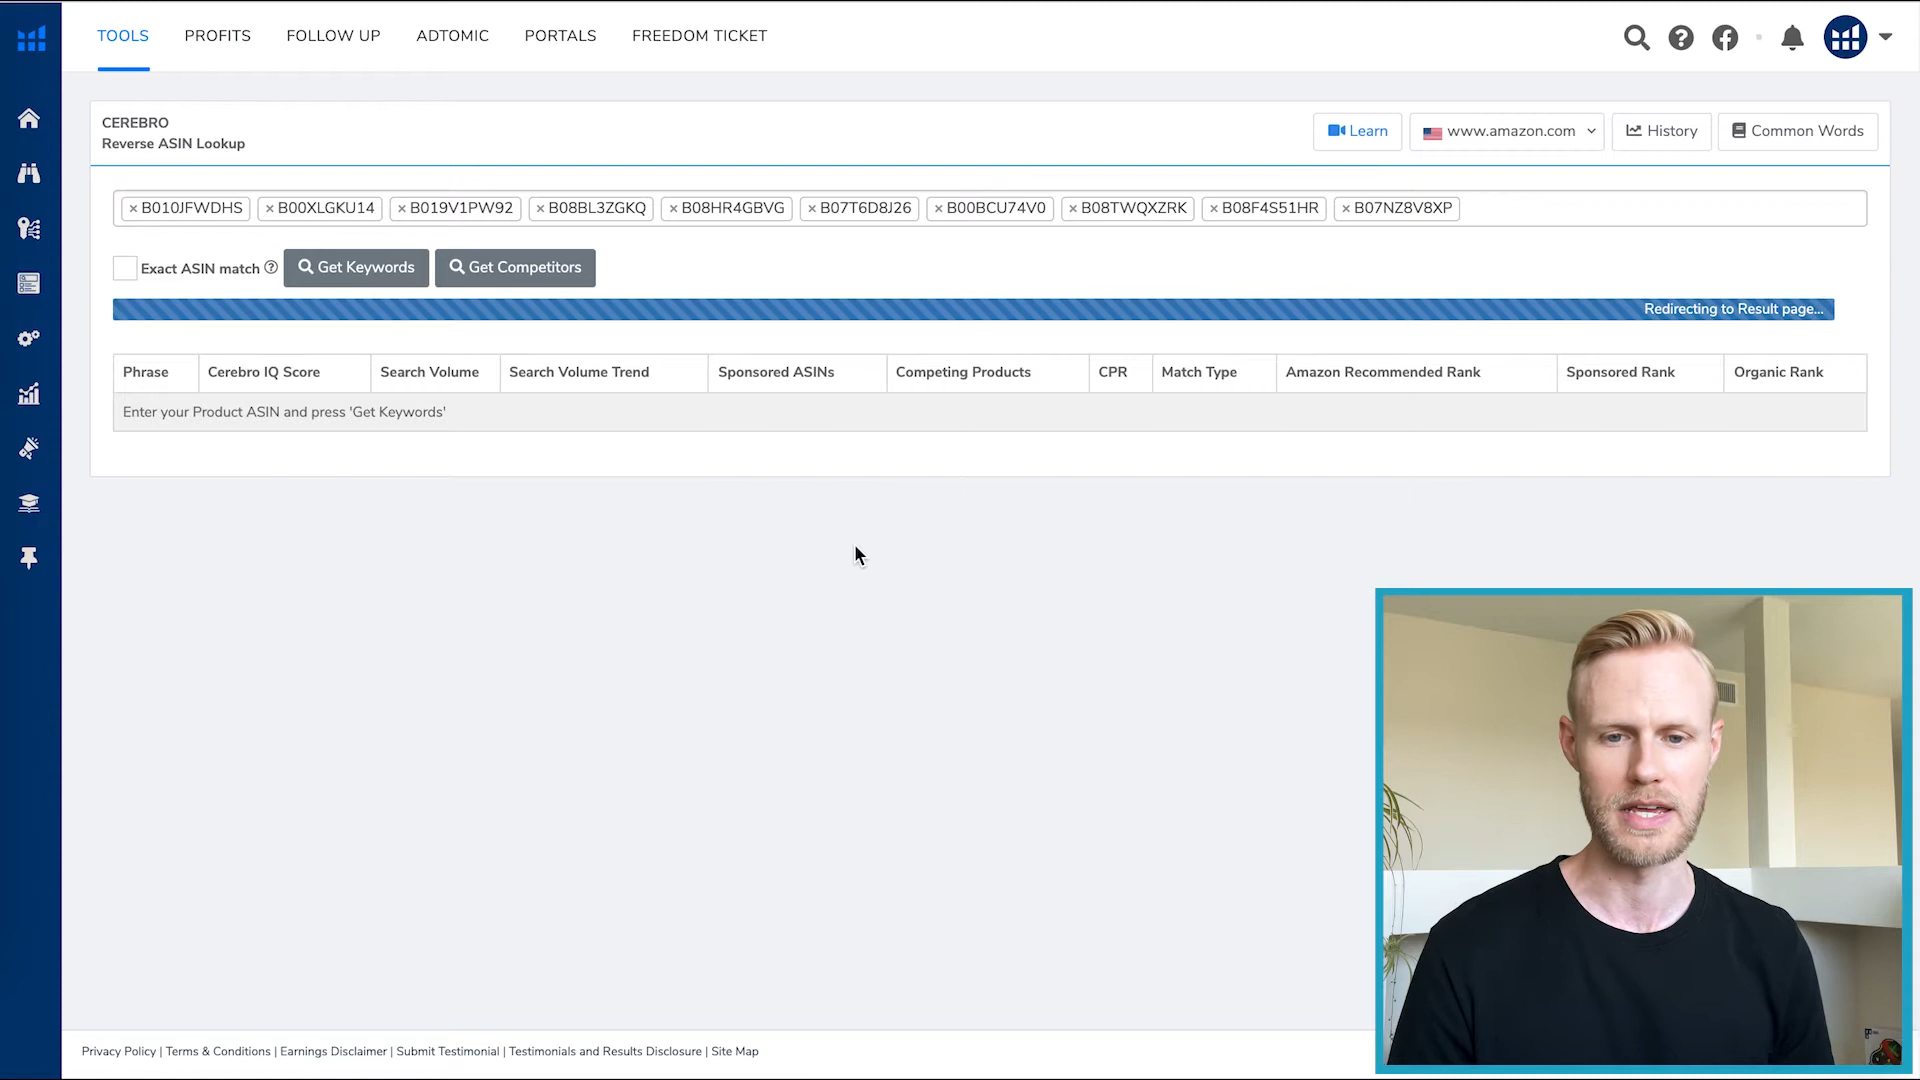 TOOLS PROFITS FOLLOW UP ADTOMIC PORTALS FREEDOM TICKET
CEREBRO
Reverse ASIN Lookup
Learn www.amazon.com History Common Words
× B010JFWDHS × B00XLGKU14 × B019V1PW92 × B08BL3ZGKQ × B08HR4GBVG × B07T6D8J26 × B00BCU74V0 × B08TWQXZRK × B08F4S51HR × B07NZ8V8XP
Exact ASIN match Get Keywords Get Competitors
Redirecting to Result page...
Phrase Cerebro IQ Score Search Volume Search Volume Trend Sponsored ASINs Competing Products CPR Match Type Amazon Recommended Rank Sponsored Rank Organic Rank
Enter your Product ASIN and press 'Get Keywords'
Privacy Policy | Terms & Conditions | Earnings Disclaimer | Submit Testimonial | Testimonials and Results Disclosure | Site Map